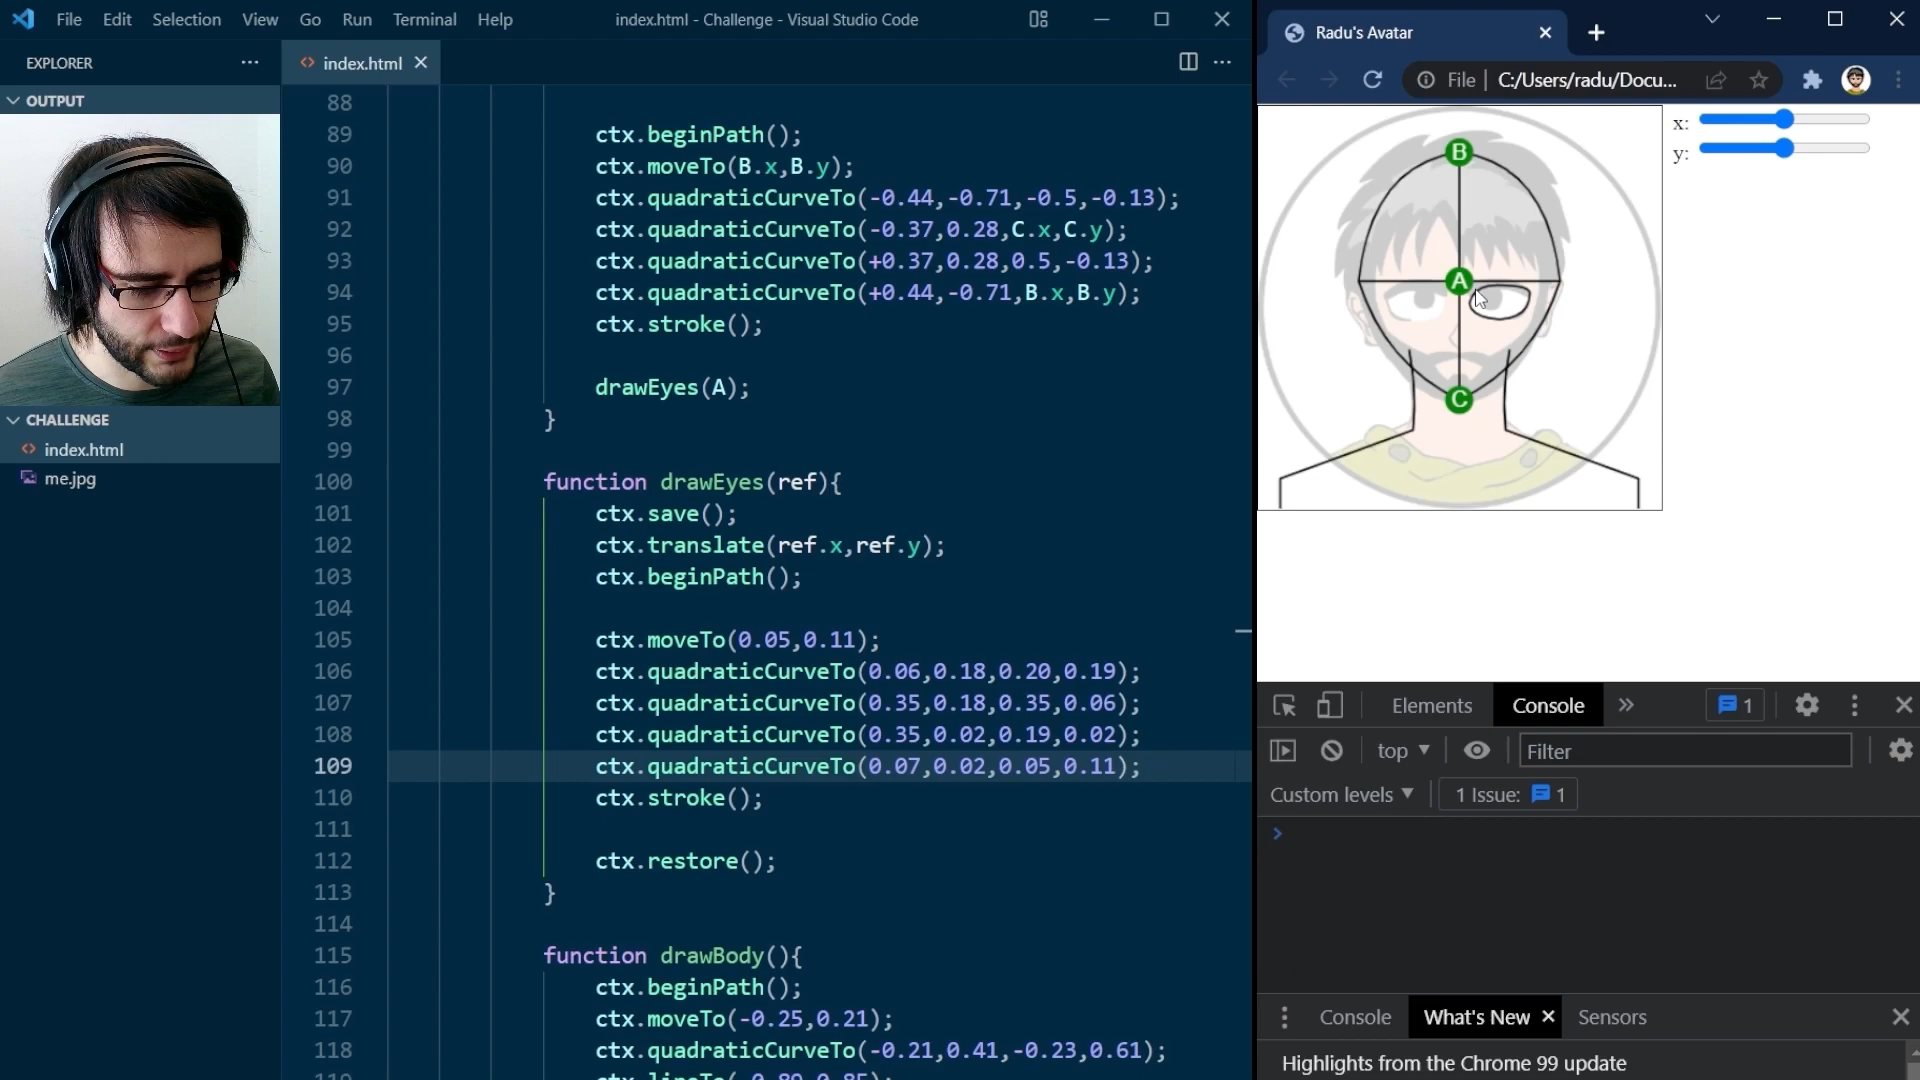 File Edit Selection View Go Run Terminal Help
index.html - Challenge - Visual Studio Code
EXPLORER
index.html
OUTPUT
CHALLENGE
index.html
me.jpg
88
89 ctx.beginPath();
90 ctx.moveTo(B.x,B.y);
91 ctx.quadraticCurveTo(-0.44,-0.71,-0.5,-0.13);
92 ctx.quadraticCurveTo(-0.37,0.28,C.x,C.y);
93 ctx.quadraticCurveTo(+0.37,0.28,0.5,-0.13);
94 ctx.quadraticCurveTo(+0.44,-0.71,B.x,B.y);
95 ctx.stroke();
96
97 drawEyes(A);
98 }
99
100 function drawEyes(ref){
101 ctx.save();
102 ctx.translate(ref.x,ref.y);
103 ctx.beginPath();
104
105 ctx.moveTo(0.05,0.11);
106 ctx.quadraticCurveTo(0.06,0.18,0.20,0.19);
107 ctx.quadraticCurveTo(0.35,0.18,0.35,0.06);
108 ctx.quadraticCurveTo(0.35,0.02,0.19,0.02);
109 ctx.quadraticCurveTo(0.07,0.02,0.05,0.11);
110 ctx.stroke();
111
112 ctx.restore();
113 }
114
115 function drawBody(){
116 ctx.beginPath();
117 ctx.moveTo(-0.25,0.21);
118 ctx.quadraticCurveTo(-0.21,0.41,-0.23,0.61);
Radu's Avatar
File C:/Users/radu/Docu...
x:
y:
B
A
C
Elements Console 1
top Filter
Custom levels 1 Issue: 1
Console What's New Sensors
Highlights from the Chrome 99 update